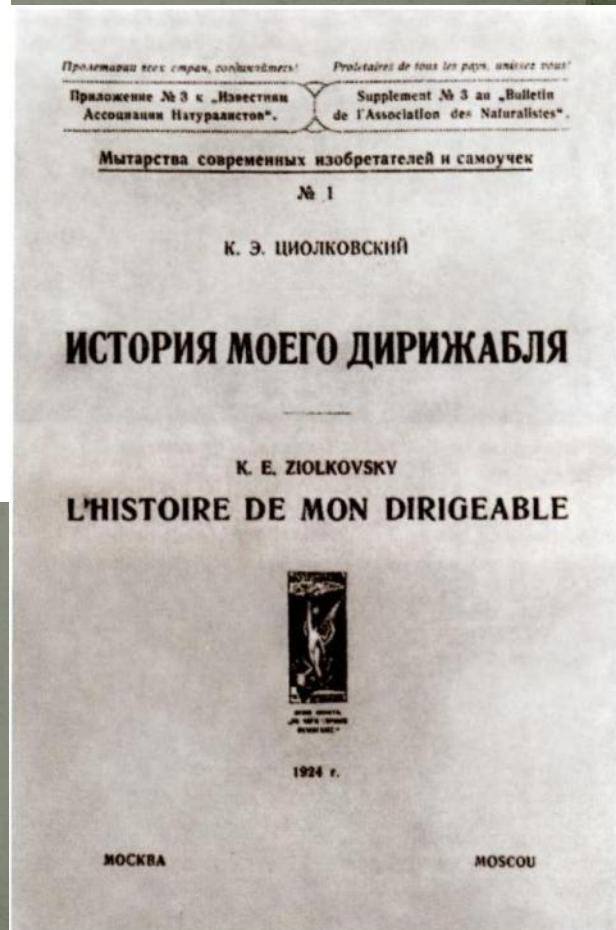 Пролетарии всех стран, соединяйтесь!
Prolétaires de tous les pays, unissez vous!
Приложение № 3 к „Известиям
Ассоциации Натуралистов“.
Supplement № 3 au „Bulletin
de l'Association des Naturalistes“.
Мытарства современных изобретателей и самоучек
№ 1
К. Э. ЦИОЛКОВСКИЙ
ИСТОРИЯ МОЕГО ДИРИЖАБЛЯ
K. E. ZIOLKOVSKY
L'HISTOIRE DE MON DIRIGEABLE
1924 г.
МОСКВА
MOSCOU